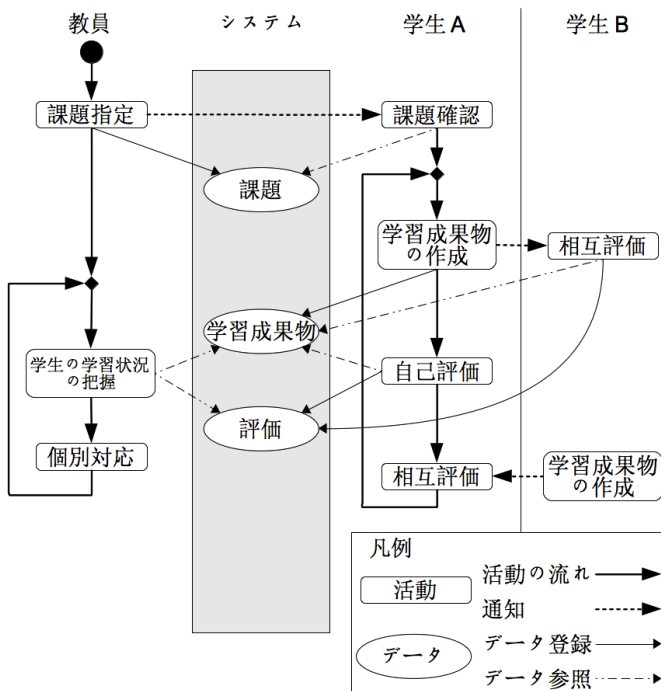 教員
システム
学生A
学生B
課題指定
課題確認
課題
学習成果物
の作成
相互評価
学習成果物
学生の学習状況
の把握
自己評価
評価
個別対応
相互評価
学習成果物
の作成
凡例
活動
活動の流れ
通知
データ
データ登録
データ参照